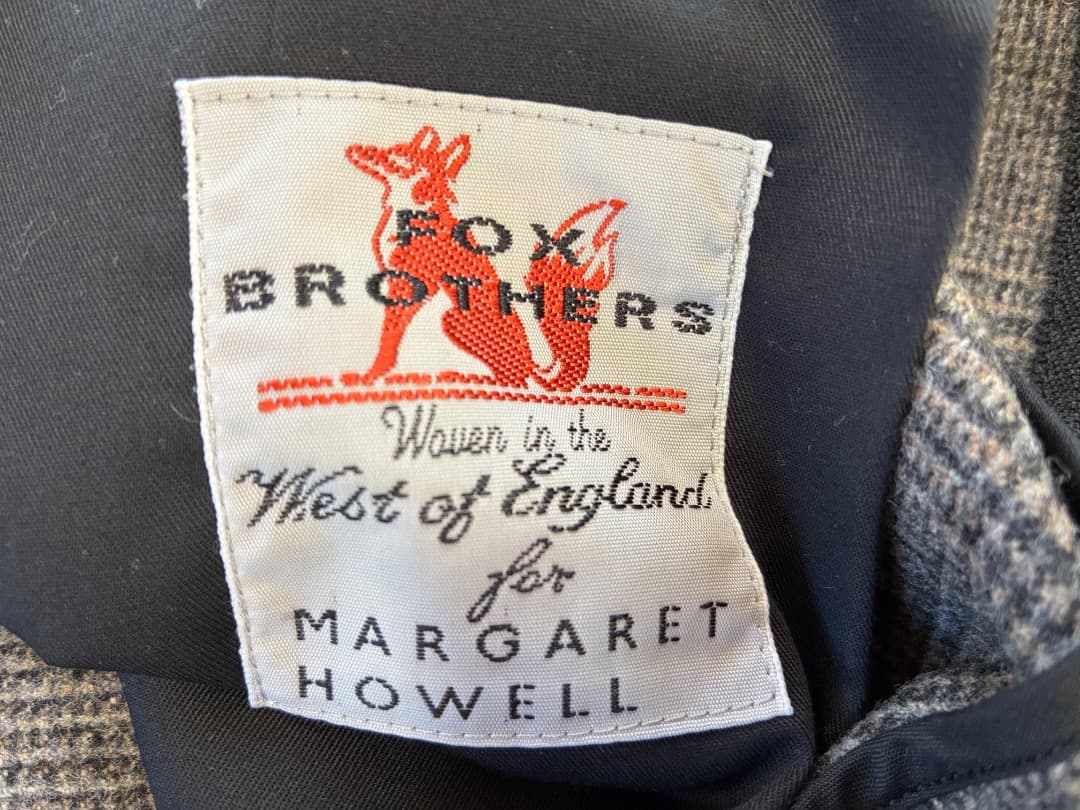 FOX
BROTHERS
Woven in the
West of England
for
MARGARET
HOWELL